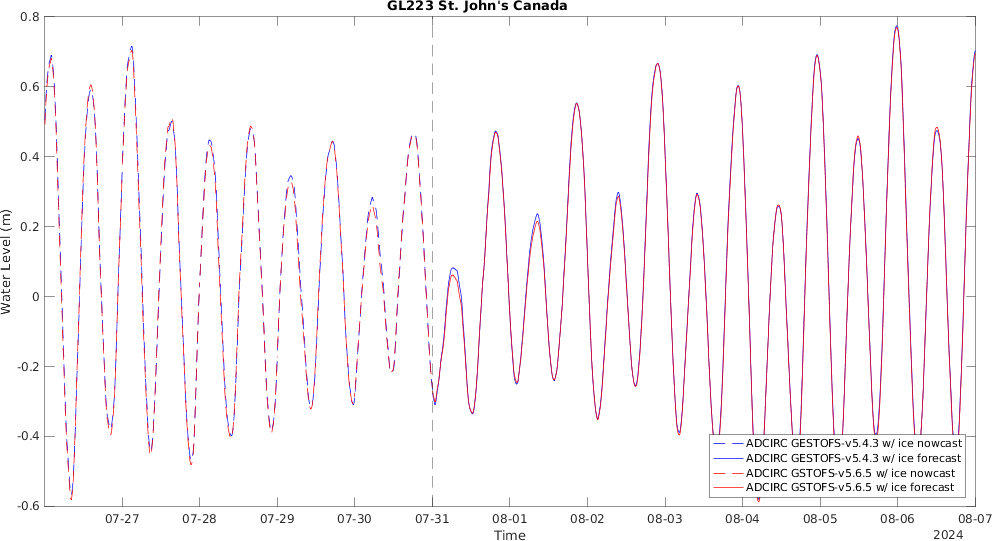 GL223 St. John's Canada
Water Level (m)
0.8
0.6
0.4
0.2
0
-0.2
-0.4
-0.6
ADCIRC GESTOFS-v5.4.3 w/ ice nowcast
ADCIRC GESTOFS-v5.4.3 w/ ice forecast
ADCIRC GSTOFS-v5.6.5 w/ ice nowcast
ADCIRC GSTOFS-v5.6.5 w/ ice forecast
07-27 07-28 07-29 07-30 07-31 08-01 08-02 08-03 08-04 08-05 08-06 08-07
Time
2024